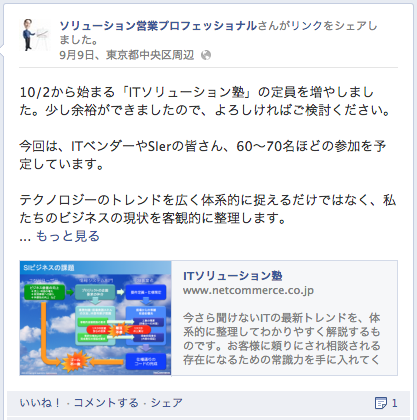 ソリューション営業プロフェッショナルさんがリンクをシェアし
ました。
9月9日、東京都中央区周辺
10/2から始まる「ITソリューション塾」の定員を増やしまし
た。少し余裕ができましたので、よろしければご検討ください。
今回は、ITベンダーやSIerの皆さん、60〜70名ほどの参加を予
定しています。
テクノロジーのトレンドを広く体系的に捉えるだけではなく、私
たちのビジネスの現状を客観的に整理します。
... もっと見る
SIビジネスの課題
ITソリューション塾
www.netcommerce.co.jp
今さら聞けないITの最新トレンドを、体
系的に整理してわかりやすく解説するも
のです。お客様に頼りにされ相談される
存在になるための常識力を手に入れてく
いいね！ · コメントする · シェア
1